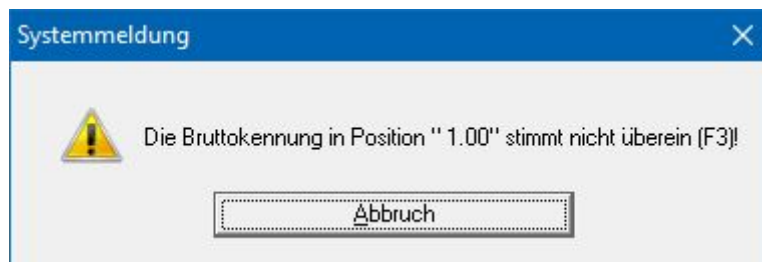 Systemmeldung
Die Bruttokennung in Position " 1.00" stimmt nicht überein (F3)!
Abbruch